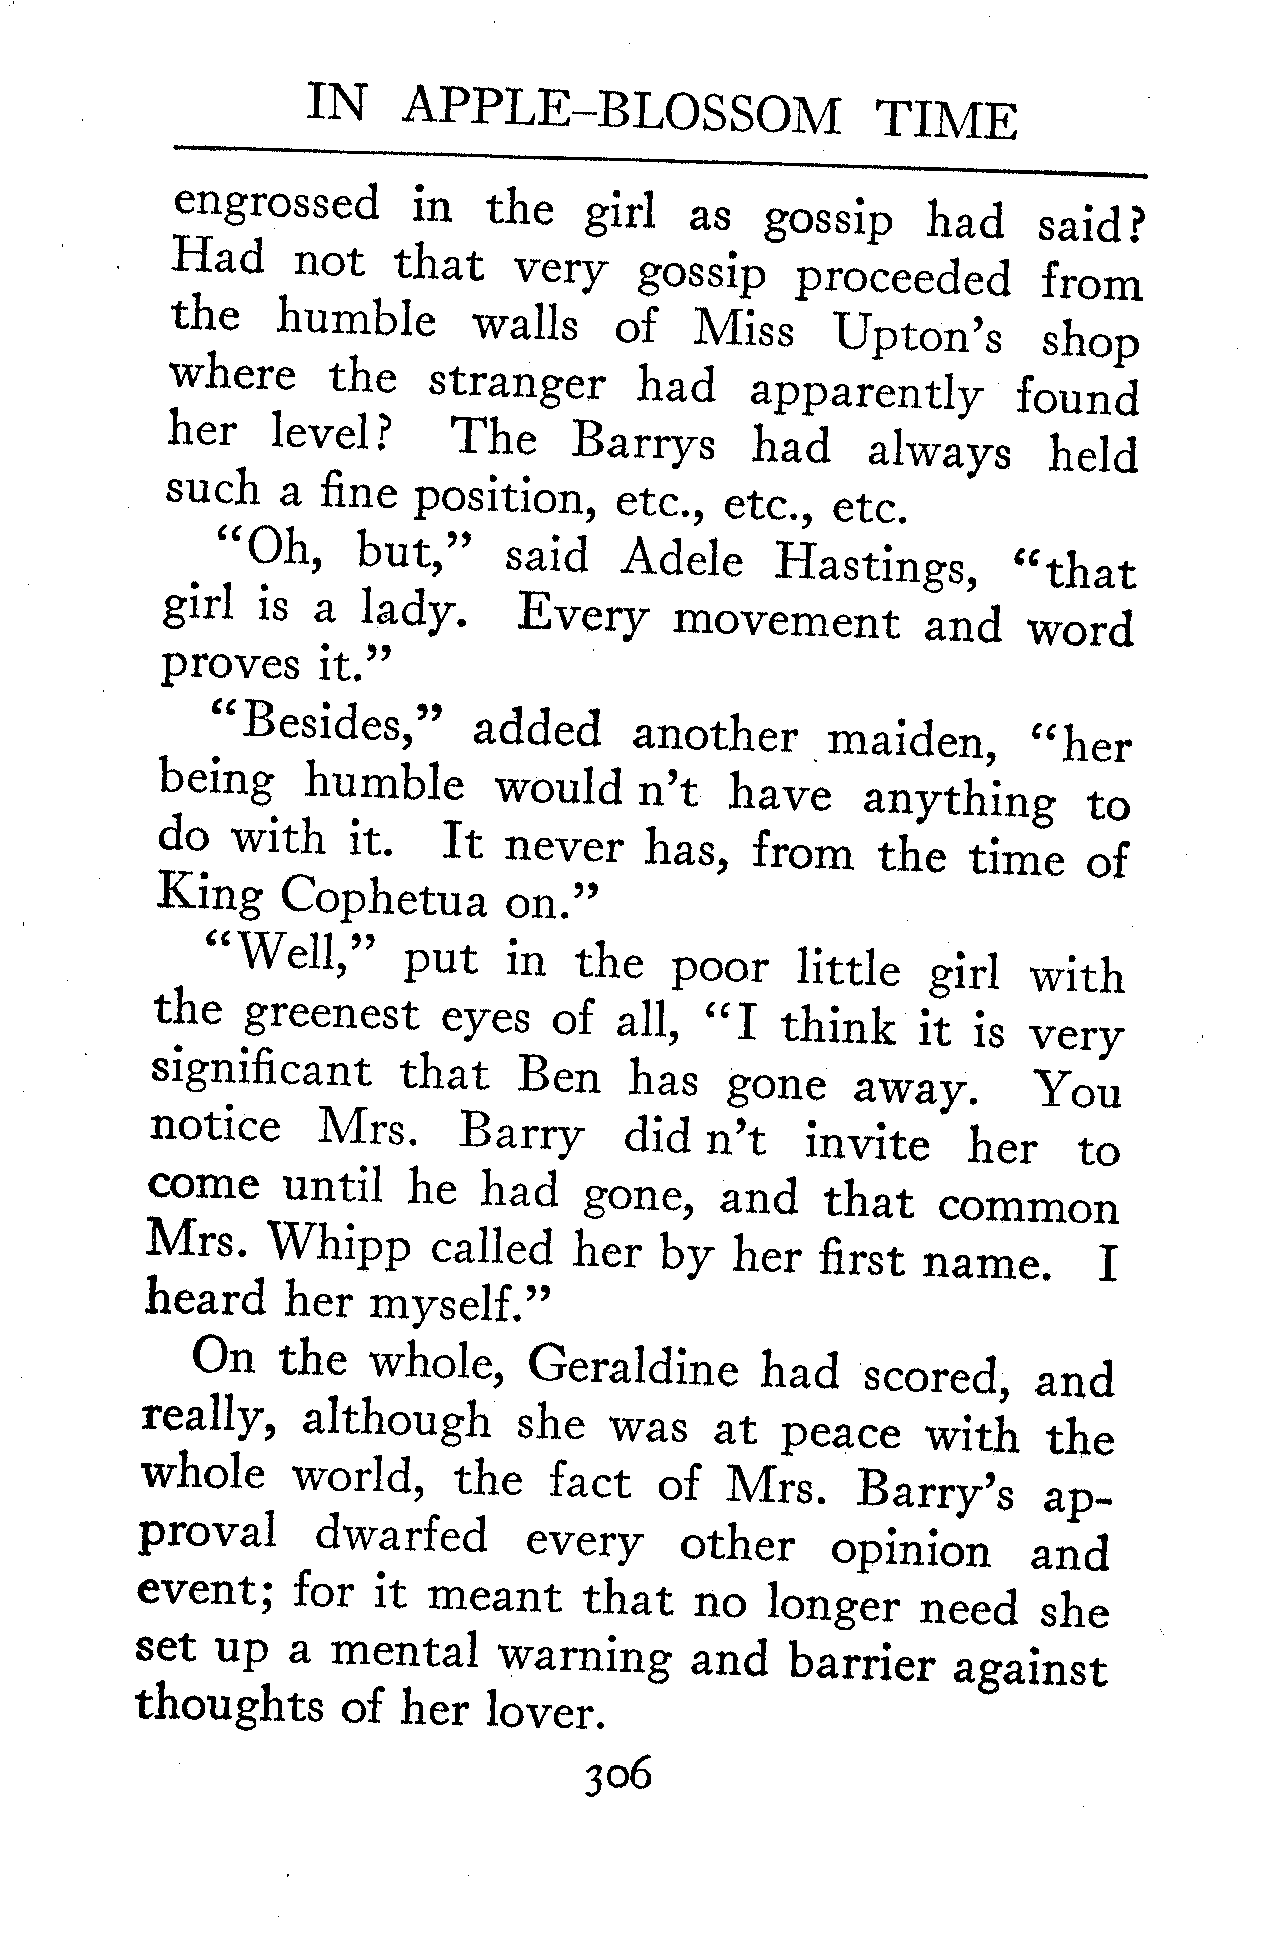 IN APPLE-BLOSSOM TIME
engrossed in the girl as gossip had said?
Had not that very gossip proceeded from
the humble walls of Miss Upton's shop
where the stranger had apparently found
her level? The Barrys had always held
such a fine position, etc., etc., etc.
“Oh, but,” said Adele Hastings, “that
girl is a lady. Every movement and word
proves it.”
“Besides,” added another maiden, “her
being humble would n't have anything to
do with it. It never has, from the time of
King Cophetua on.”
“Well,” put in the poor little girl with
the greenest eyes of all, “I think it is very
significant that Ben has gone away. You
notice Mrs. Barry did n't invite her to
come until he had gone, and that common
Mrs. Whipp called her by her first name. I
heard her myself.”
On the whole, Geraldine had scored, and
really, although she was at peace with the
whole world, the fact of Mrs. Barry's ap-
proval dwarfed every other opinion and
event; for it meant that no longer need she
set up a mental warning and barrier against
thoughts of her lover.
306